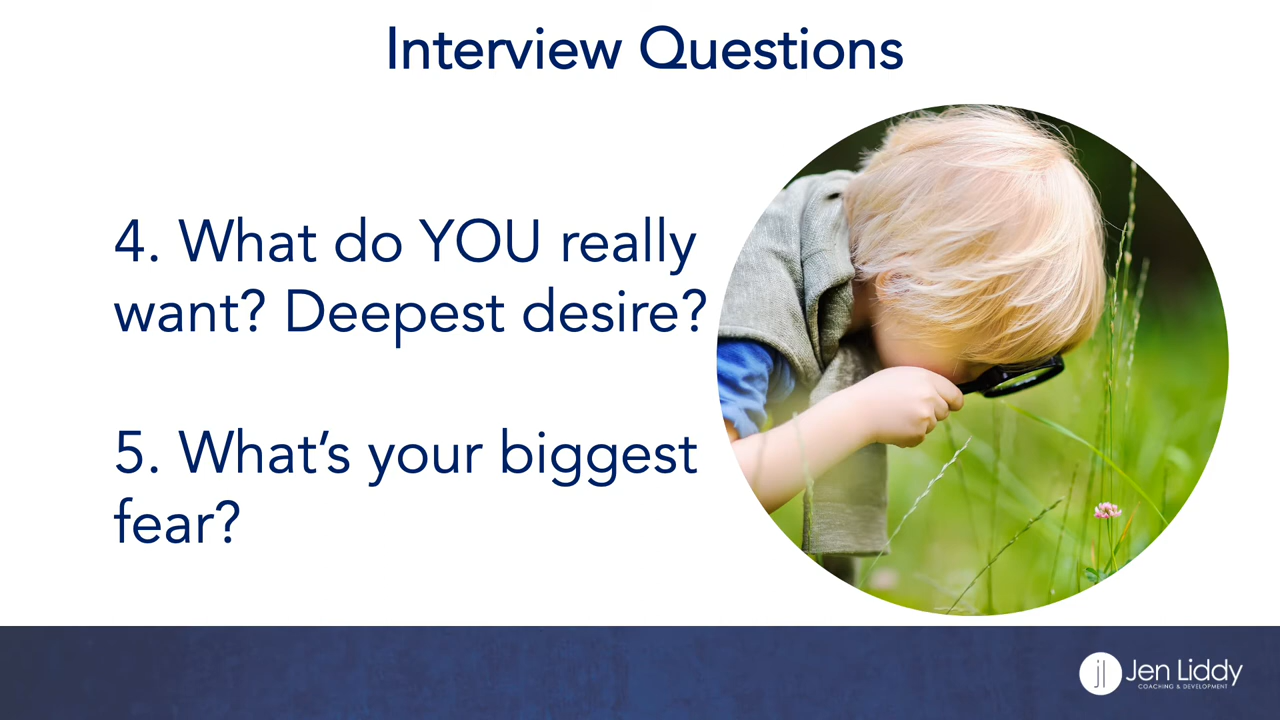 Interview Questions
4. What do YOU really
want? Deepest desire?
5. What's your biggest
fear?
jl Jen Liddy
COACHING & DEVELOPMENT